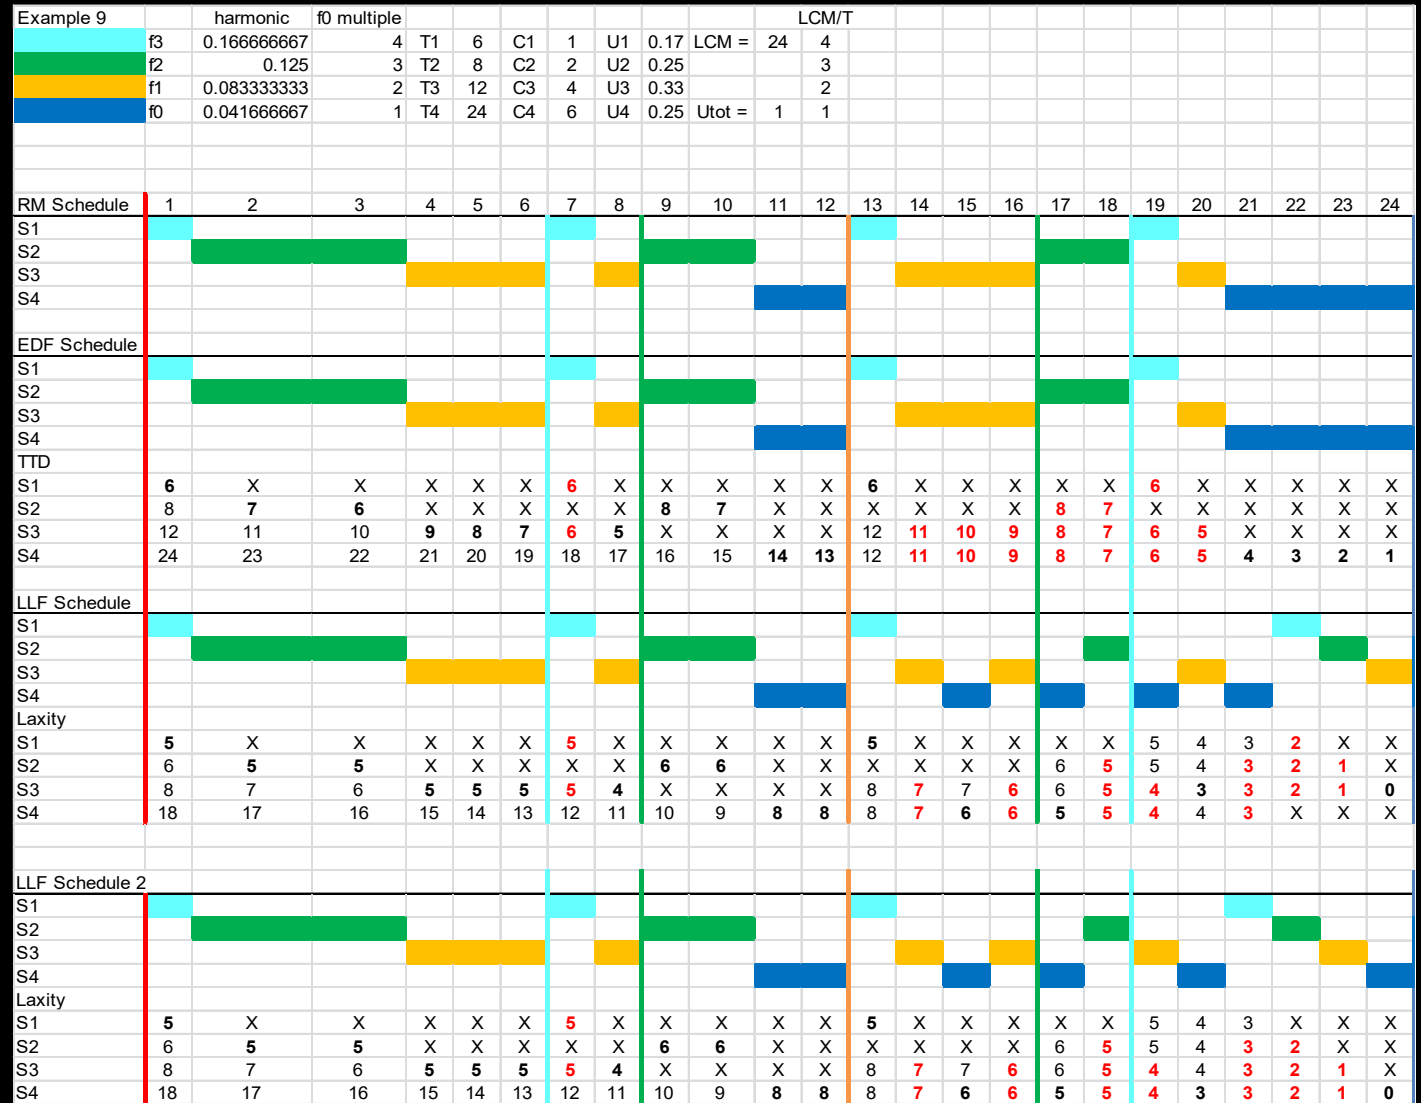 Example 9 harmonic f0 multiple LCM/T
f3 0.166666667 4 T1 6 C1 1 U1 0.17 LCM = 24 4
f2 0.125 3 T2 8 C2 2 U2 0.25 3
f1 0.083333333 2 T3 12 C3 4 U3 0.33 2
f0 0.041666667 1 T4 24 C4 6 U4 0.25 Utot = 1 1
RM Schedule 1 2 3 4 5 6 7 8 9 10 11 12 13 14 15 16 17 18 19 20 21 22 23 24
S1
S2
S3
S4
EDF Schedule
S1
S2
S3
S4
TTD
S1 6 X X X X X 6 X X X X X 6 X X X X X 6 X X X X X
S2 8 7 6 X X X X X 8 7 X X X X X X 8 7 X X X X X X
S3 12 11 10 9 8 7 6 5 X X X X 12 11 10 9 8 7 6 5 X X X X
S4 24 23 22 21 20 19 18 17 16 15 14 13 12 11 10 9 8 7 6 5 4 3 2 1
LLF Schedule
S1
S2
S3
S4
Laxity
S1 5 X X X X X 5 X X X X X 5 X X X X X 5 4 3 2 X X
S2 6 5 5 X X X X X 6 6 X X X X X X 6 5 5 4 3 2 1 X
S3 8 7 6 5 5 5 5 4 X X X X 8 7 7 6 6 5 4 3 3 2 1 0
S4 18 17 16 15 14 13 12 11 10 9 8 8 8 7 6 6 5 5 4 4 3 X X X
LLF Schedule 2
S1
S2
S3
S4
Laxity
S1 5 X X X X X 5 X X X X X 5 X X X X X 5 4 3 X X X
S2 6 5 5 X X X X X 6 6 X X X X X X 6 5 5 4 3 2 X X
S3 8 7 6 5 5 5 5 4 X X X X 8 7 7 6 6 5 4 4 3 2 1 X
S4 18 17 16 15 14 13 12 11 10 9 8 8 8 7 6 6 5 5 4 3 3 2 1 0